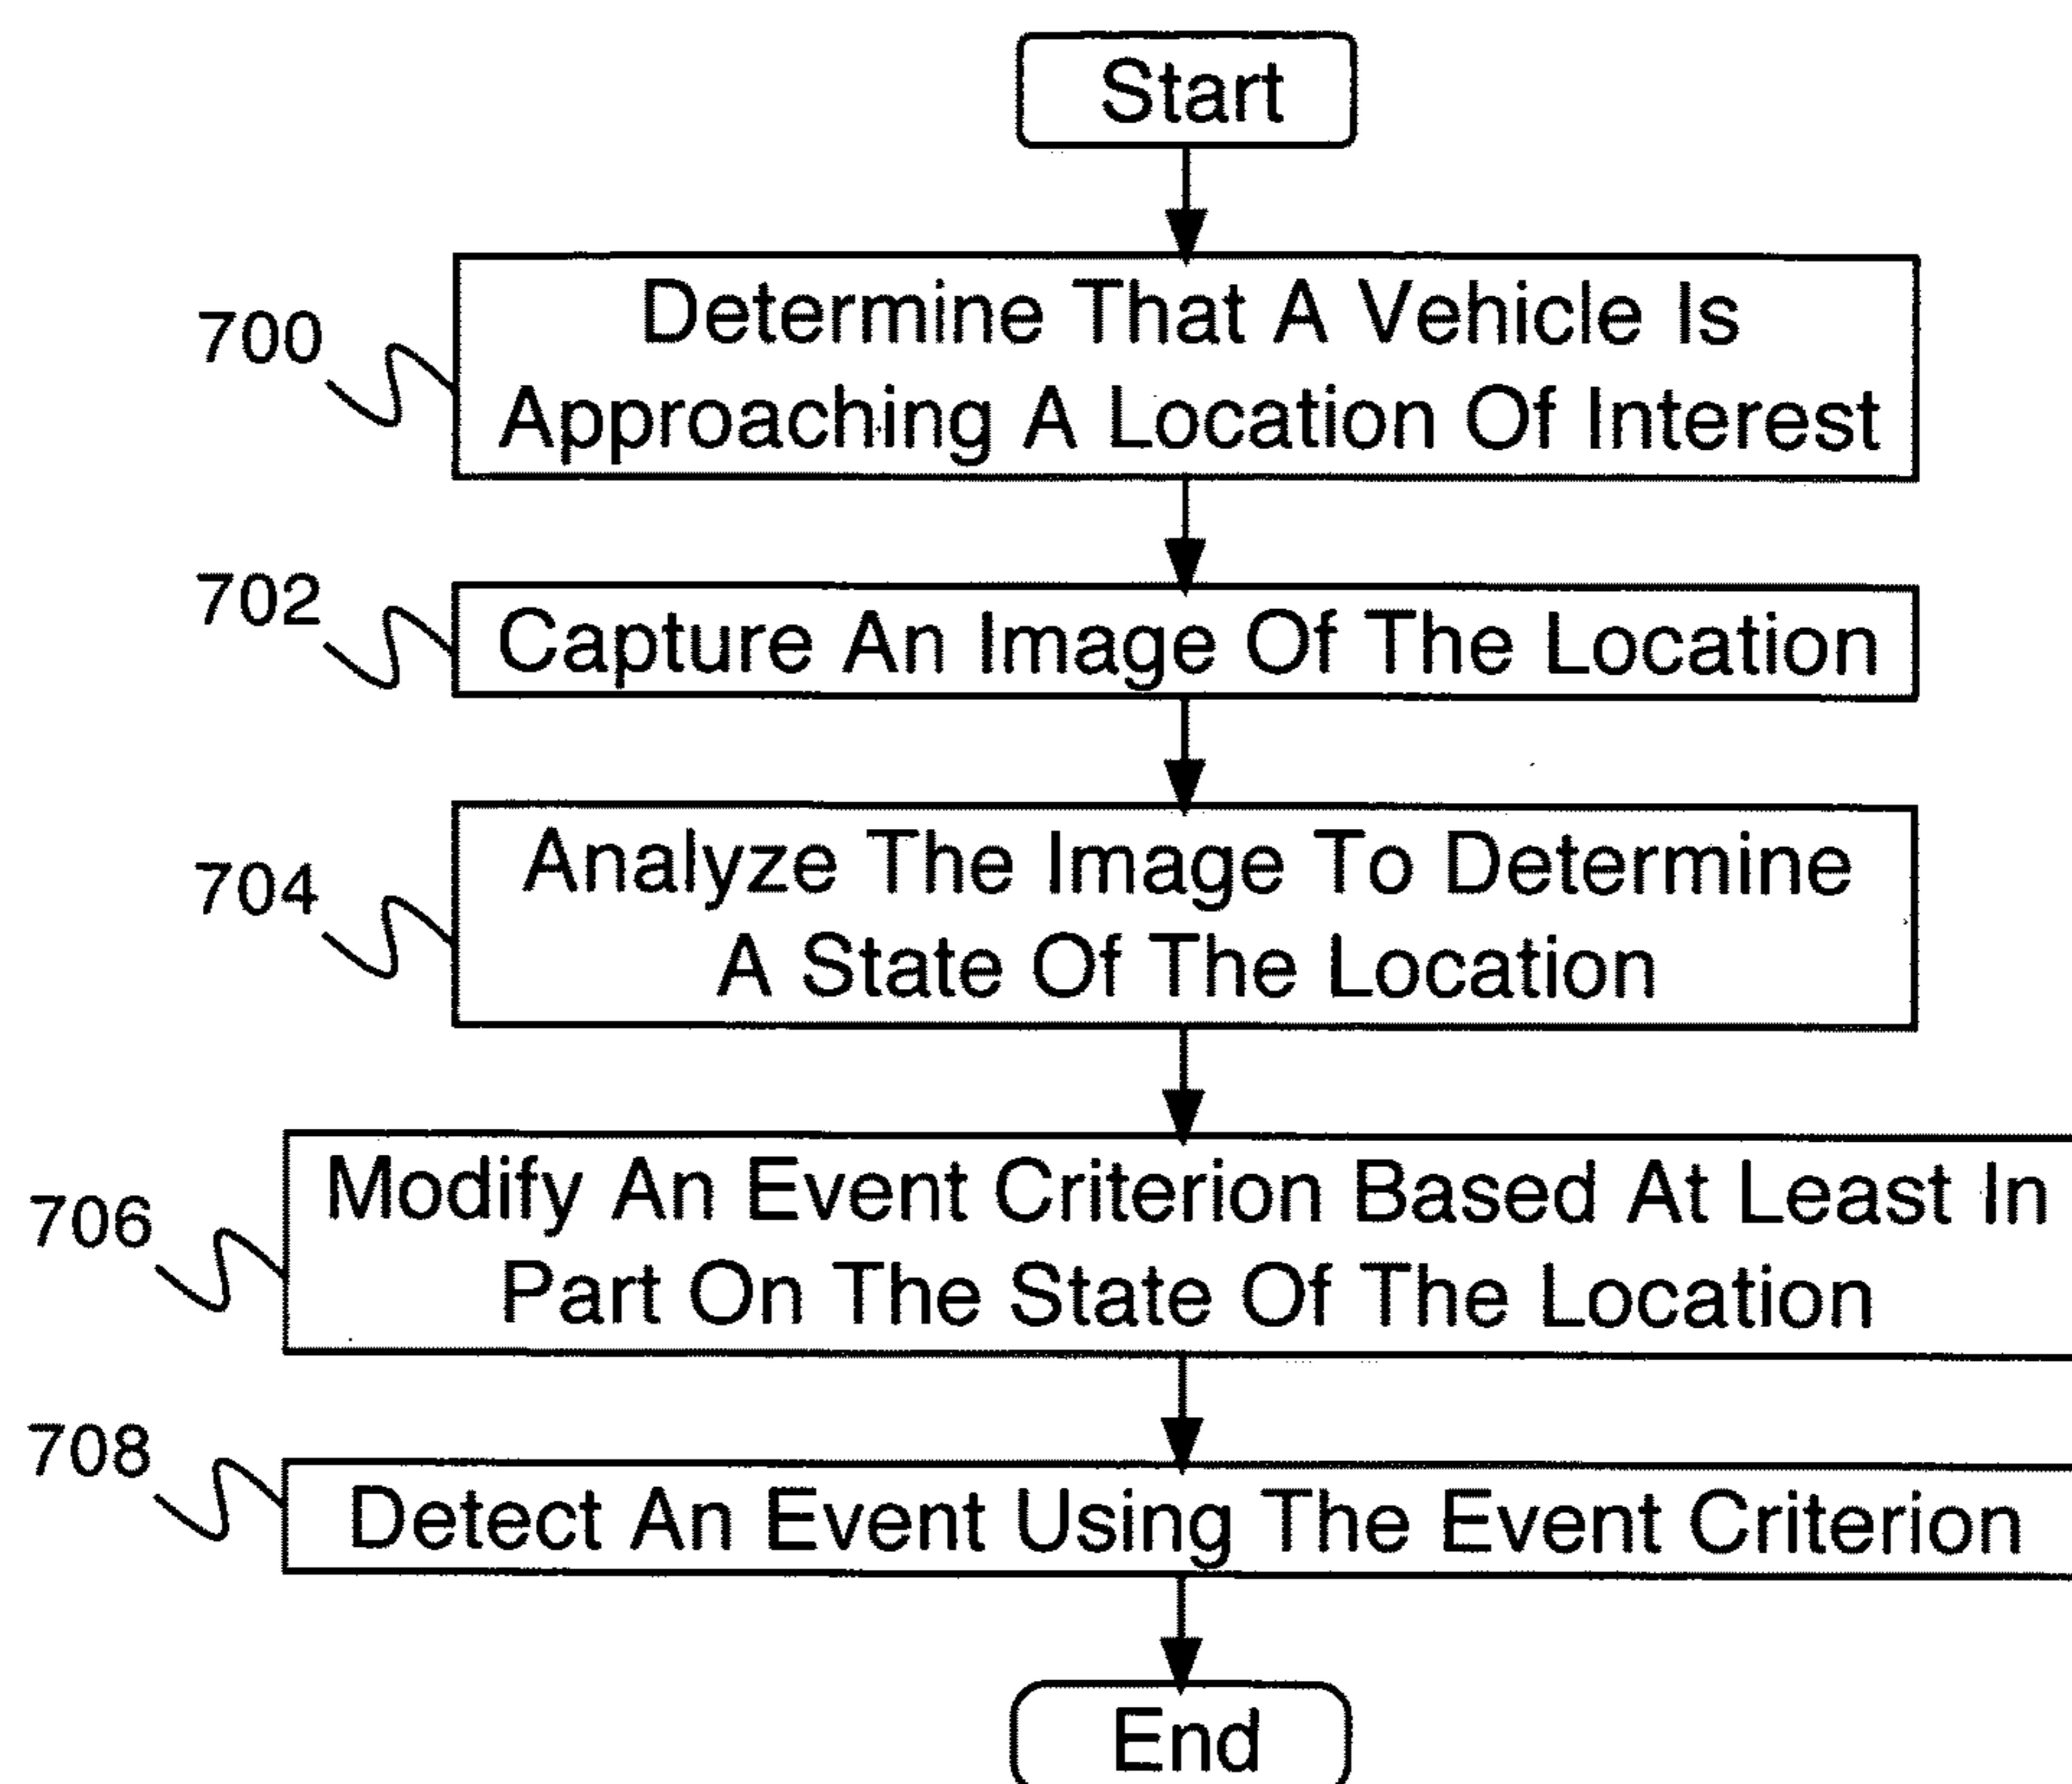 Start
700
Determine That A Vehicle Is
Approaching A Location Of Interest
702
Capture An Image Of The Location
704
Analyze The Image To Determine
A State Of The Location
706
Modify An Event Criterion Based At Least In
Part On The State Of The Location
708
Detect An Event Using The Event Criterion
End